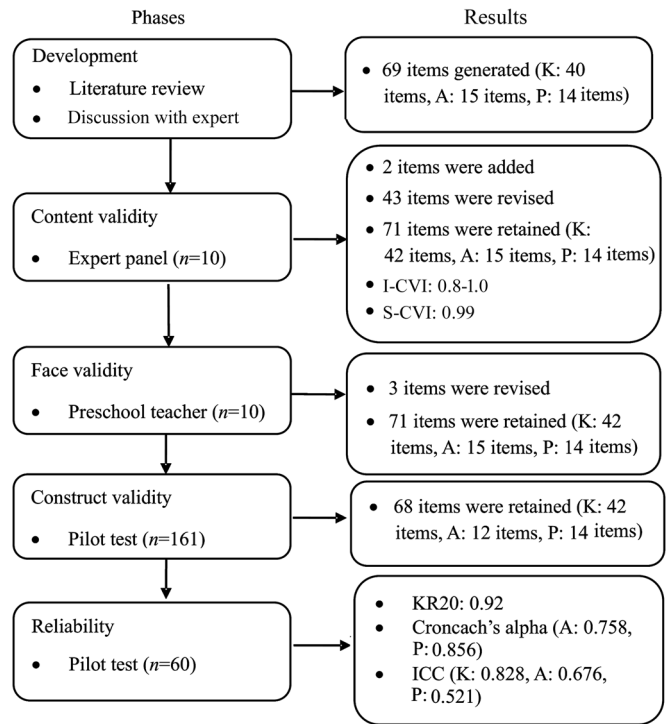 Phases
Results
Development
• Literature review
• Discussion with expert
• 69 items generated (K: 40
items, A: 15 items, P: 14 items)
Content validity
• Expert panel (n=10)
• 2 items were added
• 43 items were revised
• 71 items were retained (K:
42 items, A: 15 items, P: 14 items)
• I-CVI: 0.8-1.0
• S-CVI: 0.99
Face validity
• Preschool teacher (n=10)
• 3 items were revised
• 71 items were retained (K: 42
items, A: 15 items, P: 14 items)
Construct validity
• Pilot test (n=161)
• 68 items were retained (K: 42
items, A: 12 items, P: 14 items)
Reliability
• Pilot test (n=60)
• KR20: 0.92
• Croncach's alpha (A: 0.758,
P: 0.856)
• ICC (K: 0.828, A: 0.676,
P: 0.521)